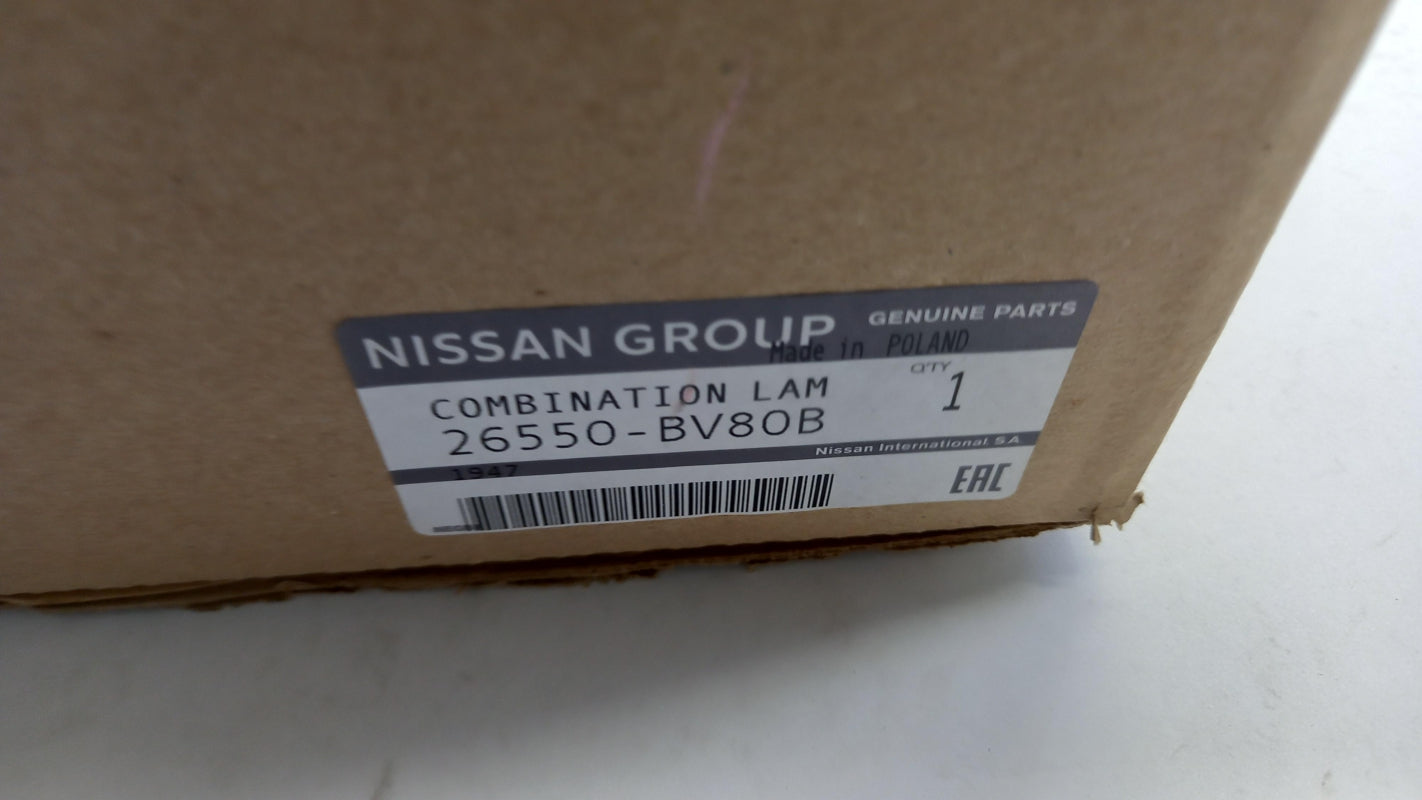 NISSAN GROUP GENUINE PARTS
Made in POLAND
COMBINATION LAM
QTY
1
26550-BV80B
Nissan International SA
1947
EAC